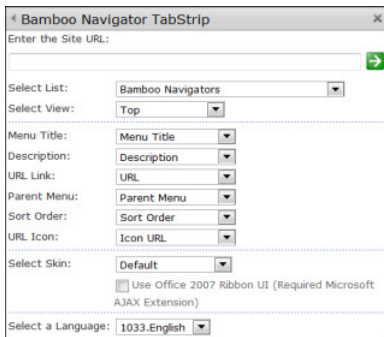 Bamboo Navigator TabStrip
Enter the Site URL:
Select List: Bamboo Navigators
Select View: Top
Menu Title: Menu Title
Description: Description
URL Link: URL
Parent Menu: Parent Menu
Sort Order: Sort Order
URL Icon: Icon URL
Select Skin: Default
Use Office 2007 Ribbon UI (Required Microsoft
AJAX Extension)
Select a Language: 1033.English